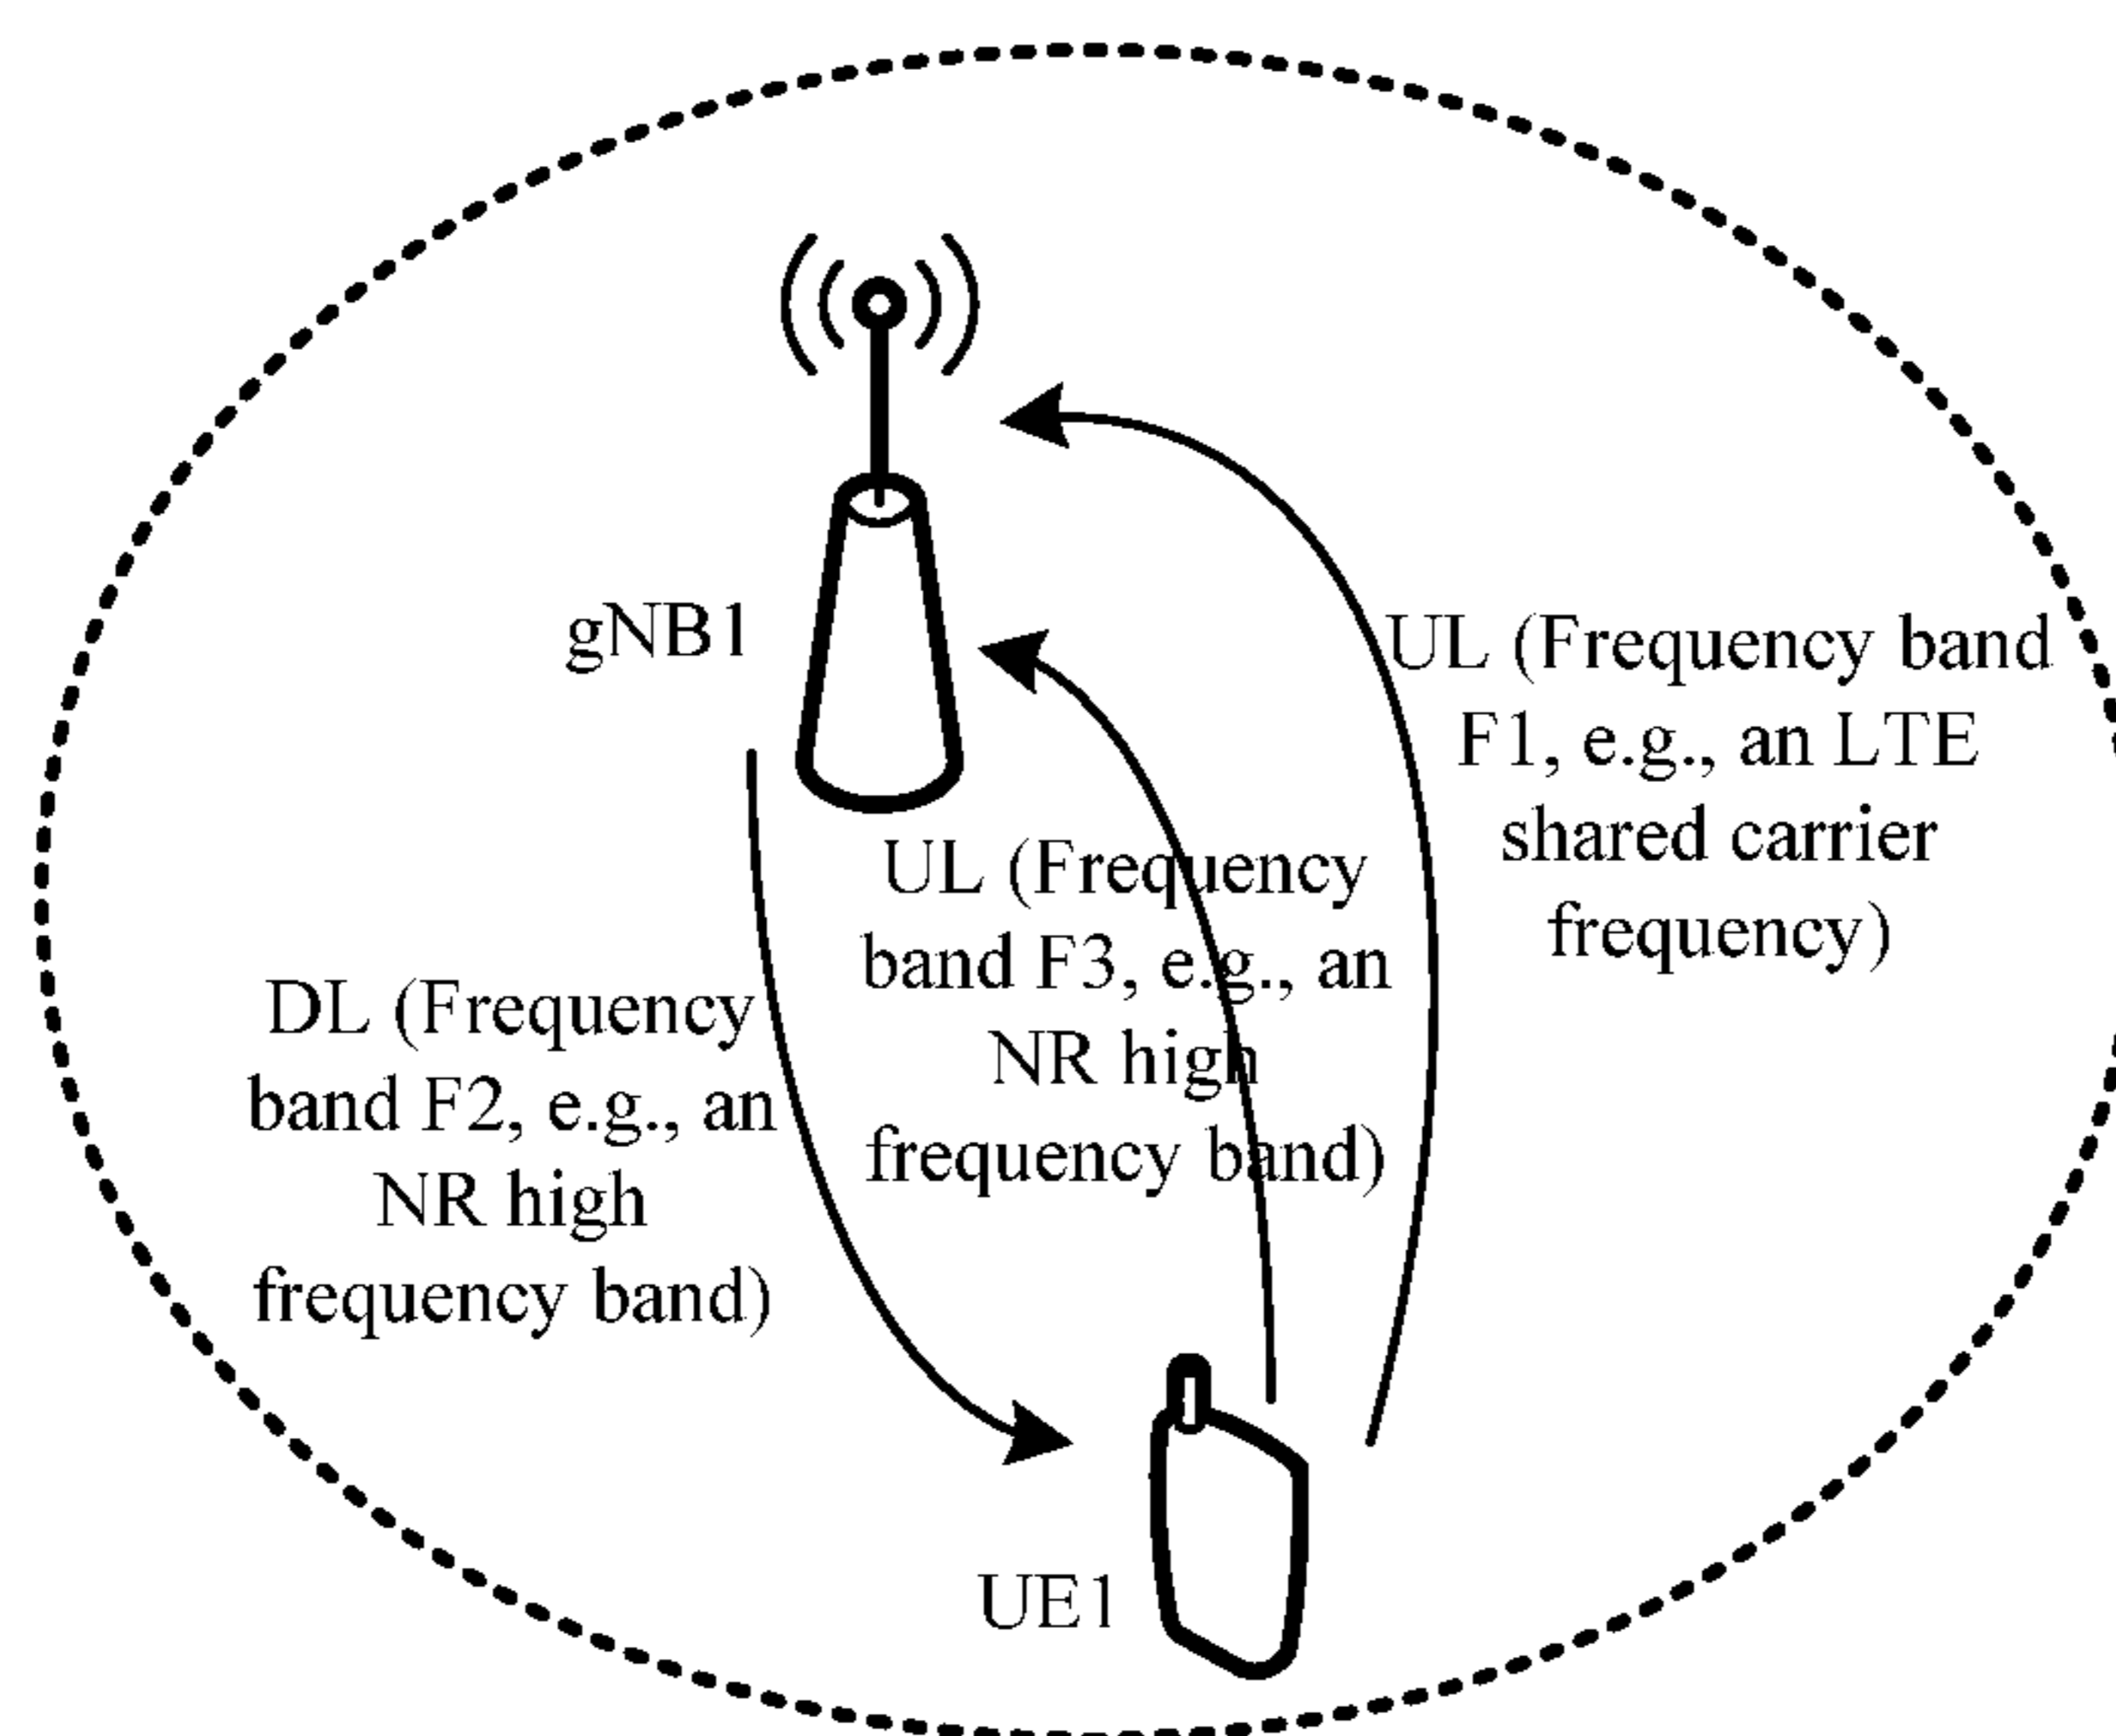 gNB1
UL (Frequency band
F1, e.g., an LTE
shared carrier
frequency)
UL (Frequency
band F3, e.g., an
NR high
frequency band)
DL (Frequency
band F2, e.g., an
NR high
frequency band)
UE1